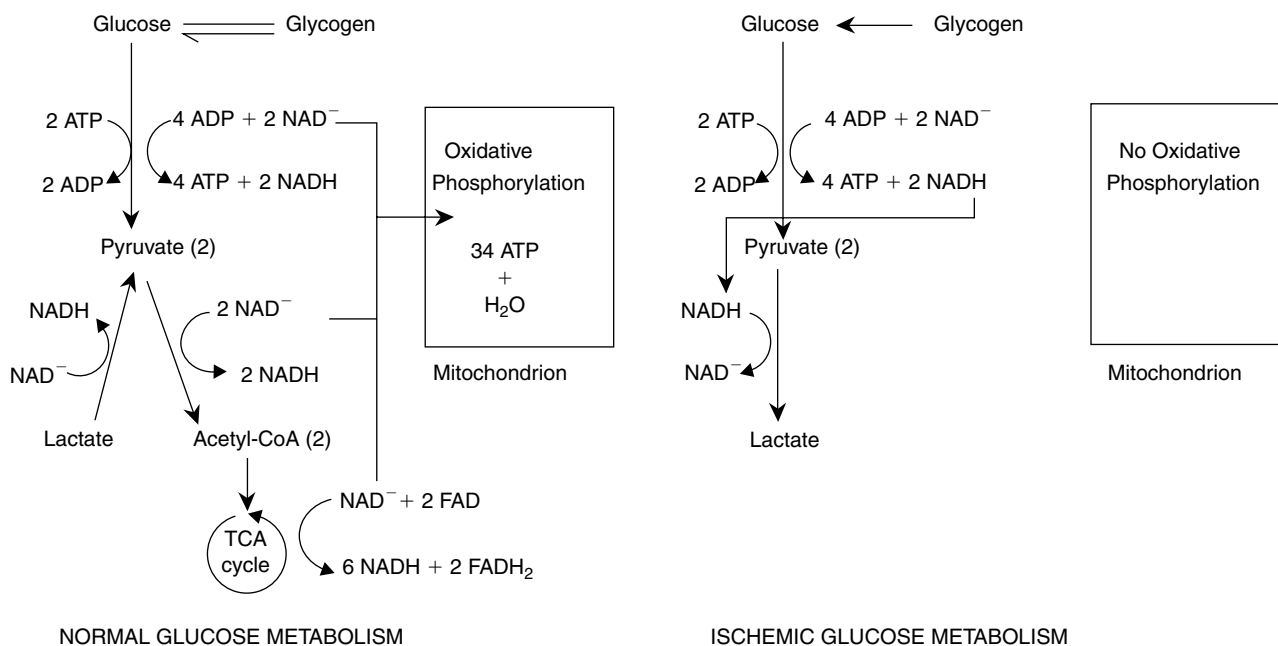 Glucose Glycogen
2 ATP 4 ADP + 2 NAD⁻
2 ADP 4 ATP + 2 NADH
Pyruvate (2)
NADH
NAD⁻
Lactate
2 NAD⁻
2 NADH
Acetyl-CoA (2)
TCA
cycle
NAD⁻ + 2 FAD
6 NADH + 2 FADH₂
Oxidative
Phosphorylation
34 ATP
+
H₂O
Mitochondrion
NORMAL GLUCOSE METABOLISM
Glucose Glycogen
2 ATP 4 ADP + 2 NAD⁻
2 ADP 4 ATP + 2 NADH
Pyruvate (2)
NADH
NAD⁻
Lactate
No Oxidative
Phosphorylation
Mitochondrion
ISCHEMIC GLUCOSE METABOLISM